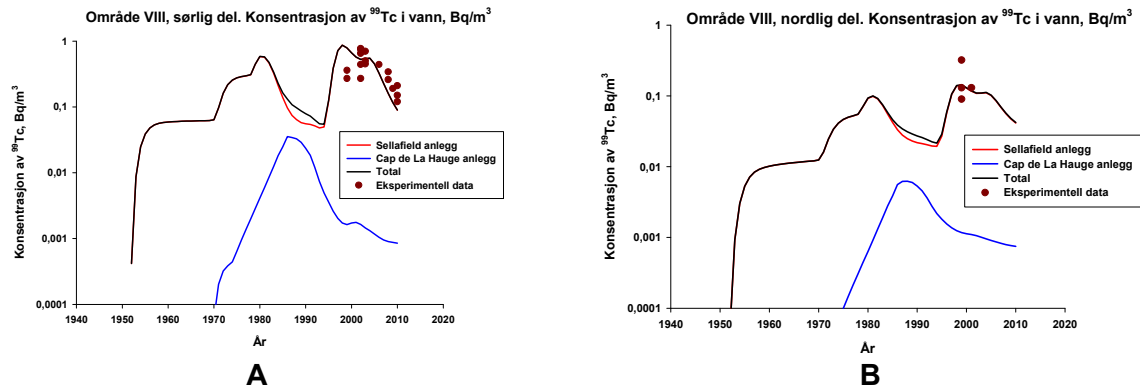 Område VIII, sørlig del. Konsentrasjon av ⁹⁹Tc i vann, Bq/m³
Konsentrasjon av ⁹⁹Tc, Bq/m³
1
0,1
0,01
0,001
0,0001
1940 1950 1960 1970 1980 1990 2000 2010 2020
År
Sellafield anlegg
Cap de La Hauge anlegg
Total
Eksperimentell data
A
Område VIII, nordlig del. Konsentrasjon av ⁹⁹Tc i vann, Bq/m³
Konsentrasjon av ⁹⁹Tc, Bq/m³
1
0,1
0,01
0,001
0,0001
1940 1950 1960 1970 1980 1990 2000 2010 2020
År
Sellafield anlegg
Cap de La Hauge anlegg
Total
Eksperimentell data
B